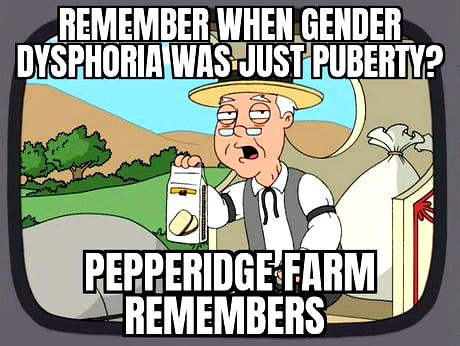 REMEMBER WHEN GENDER
DYSPHORIA WAS JUST PUBERTY?
PEPPERIDGE FARM
REMEMBERS